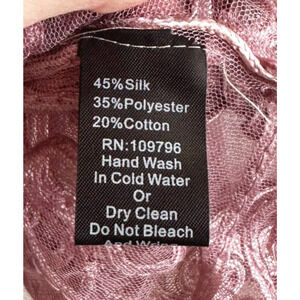 45%Silk
35%Polyester
20%Cotton
RN:109796
Hand Wash
In Cold Water
Or
Dry Clean
Do Not Bleach